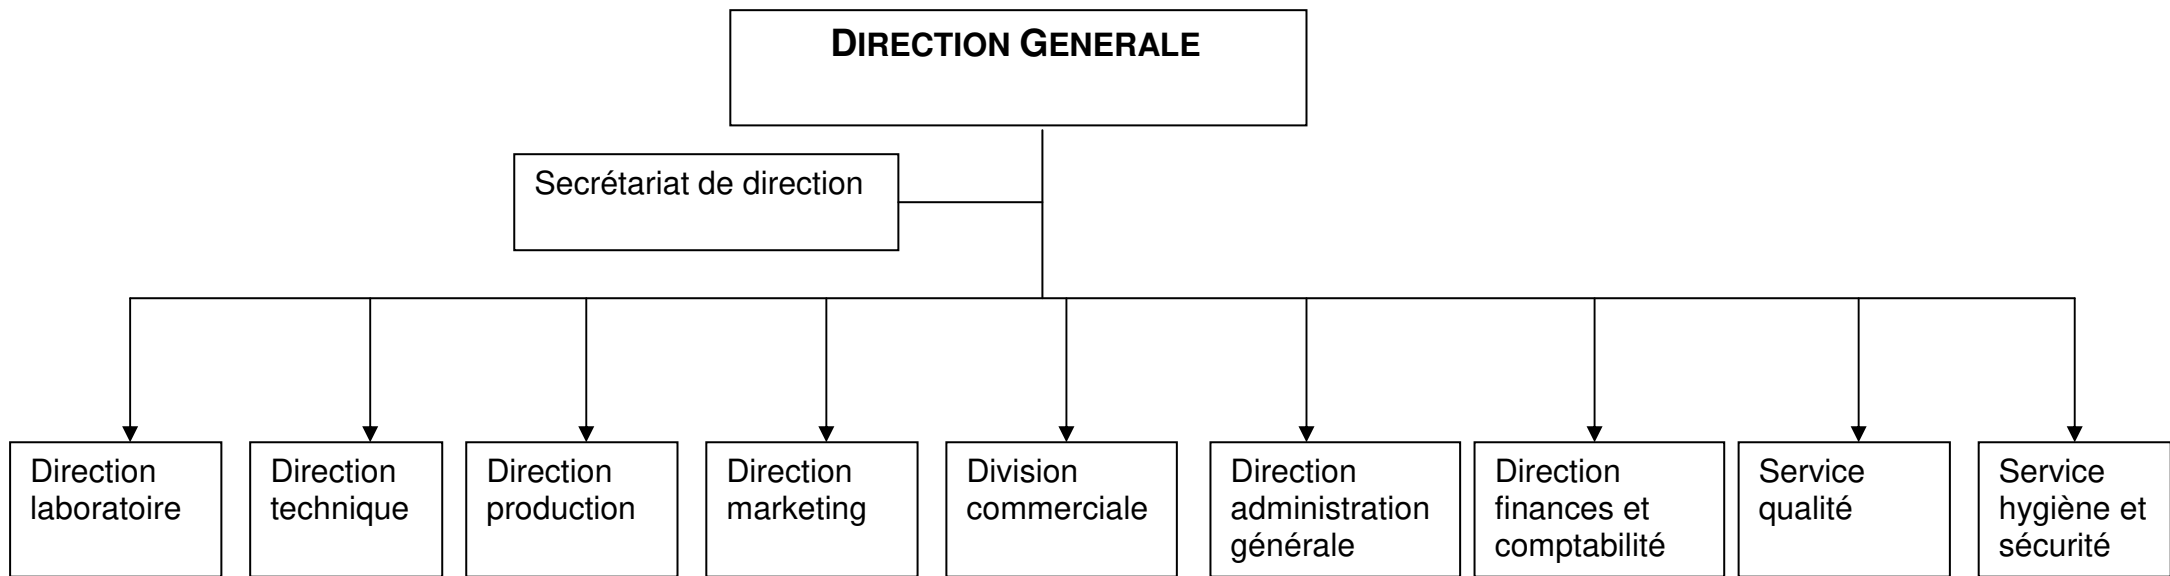 DIRECTION GENERALE
Secrétariat de direction
Direction
laboratoire
Direction
technique
Direction
production
Direction
marketing
Division
commerciale
Direction
administration
générale
Direction
finances et
comptabilité
Service
qualité
Service
hygiène et
sécurité